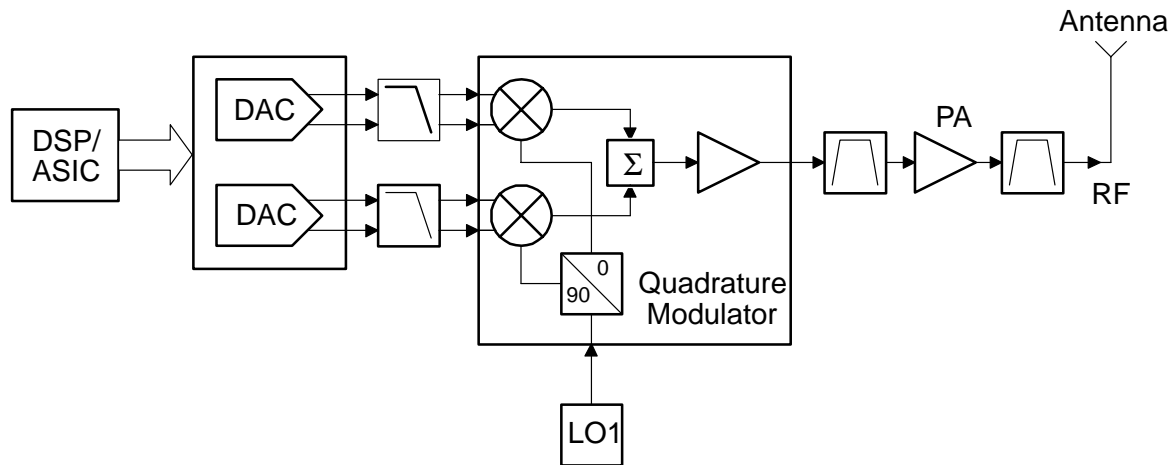 Antenna
DAC
PA
DSP/
ASIC
Σ
DAC
RF
0
90
Quadrature
Modulator
LO1